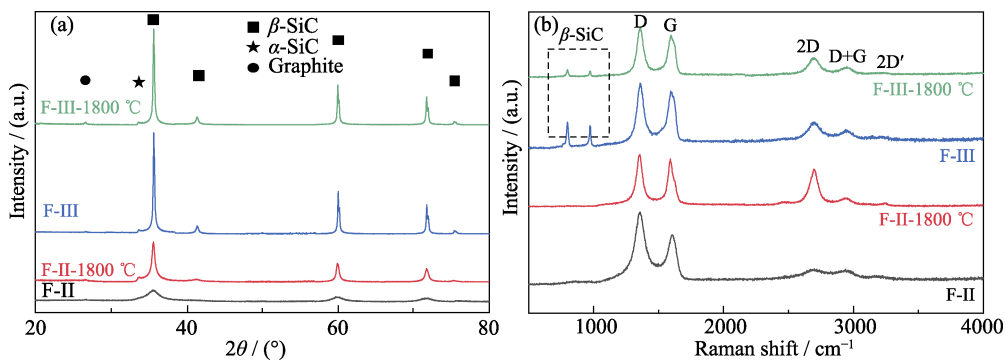 (a)
β-SiC
α-SiC
Graphite
F-III-1800 ℃
F-III
F-II-1800 ℃
F-II
Intensity / (a.u.)
20 40 60 80
2θ / (°)
(b)
D G
β-SiC
2D D+G 2D′
F-III-1800 ℃
F-III
F-II-1800 ℃
F-II
Intensity / (a.u.)
1000 2000 3000 4000
Raman shift / cm⁻¹